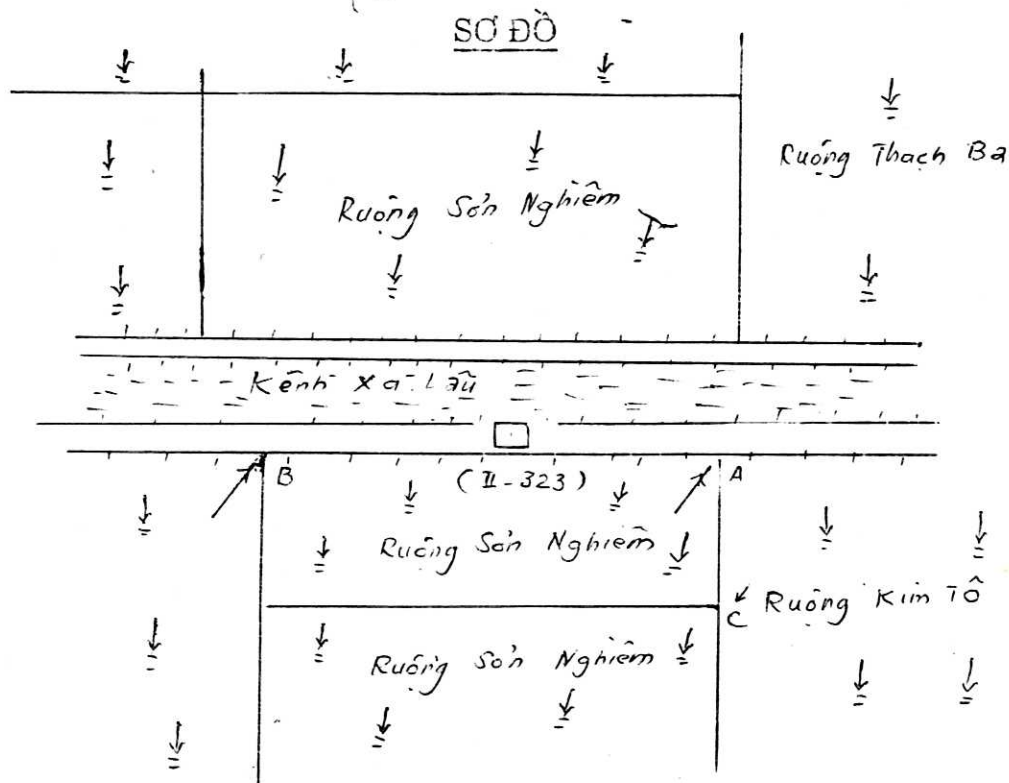 SƠ ĐỒ
Ruộng Thạch Ba
Ruộng Sơn Nghiêm
Kênh Xà Lầu
B
(II-323)
A
Ruộng Sơn Nghiêm
C
Ruộng Kim Tô
Ruộng Sơn Nghiêm